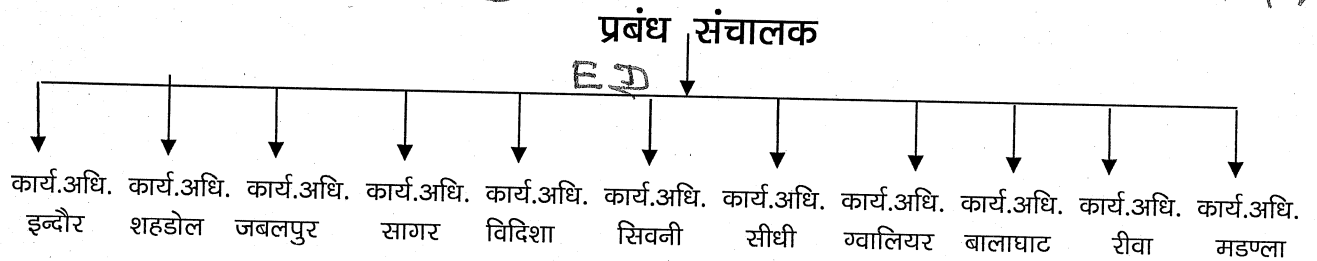 प्रबंध संचालक
E.D
कार्य.अधि. कार्य.अधि. कार्य.अधि. कार्य.अधि. कार्य.अधि. कार्य.अधि. कार्य.अधि. कार्य.अधि. कार्य.अधि. कार्य.अधि. कार्य.अधि.
इन्दौर शहडोल जबलपुर सागर विदिशा सिवनी सीधी ग्वालियर बालाघाट रीवा मडण्ला